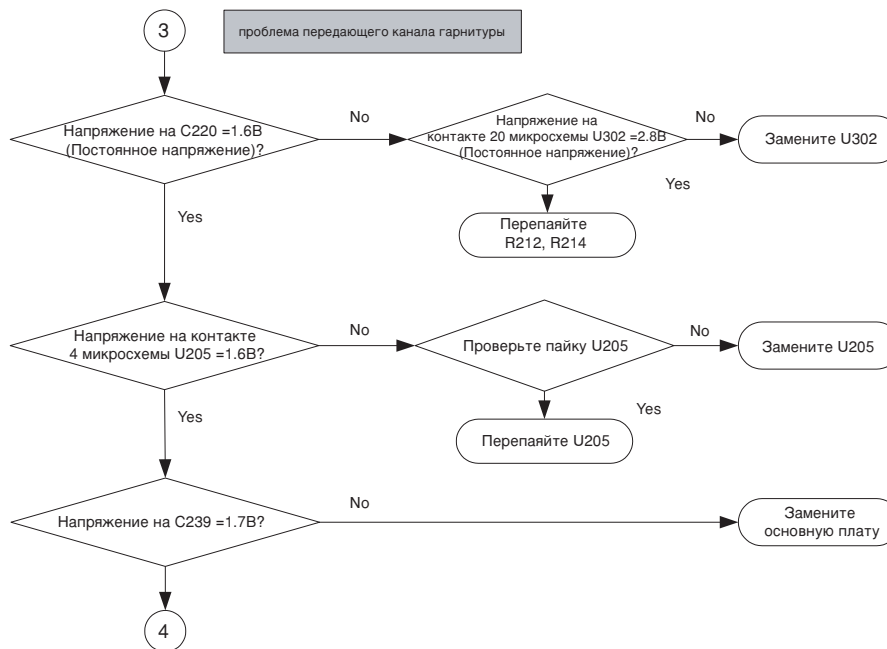 3
проблема передающего канала гарнитуры
Напряжение на C220 =1.6В
(Постоянное напряжение)?
No
Напряжение на
контакте 20 микросхемы U302 =2.8В
(Постоянное напряжение)?
No
Замените U302
Yes
Yes
Перепаяйте
R212, R214
Напряжение на контакте
4 микросхемы U205 =1.6В?
No
Проверьте пайку U205
No
Замените U205
Yes
Yes
Перепаяйте U205
Напряжение на C239 =1.7В?
No
Замените
основную плату
4